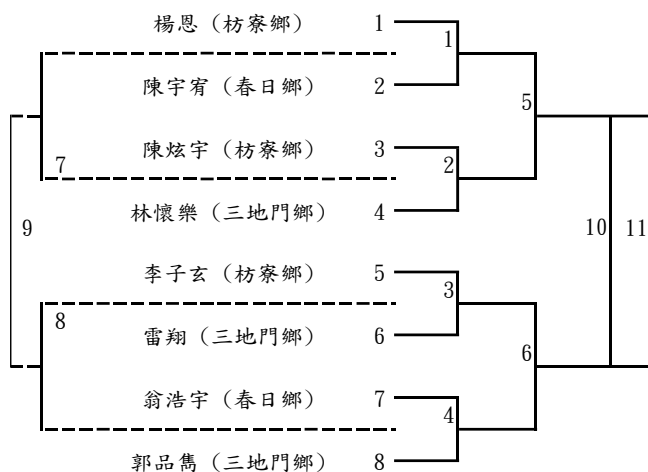 楊恩（枋寮鄉） 1
1
陳宇宥（春日鄉） 2
5
陳炫宇（枋寮鄉） 3
7 2
林懷樂（三地門鄉） 4
9 10 11
李子玄（枋寮鄉） 5
3
8
雷翔（三地門鄉） 6
6
翁浩宇（春日鄉） 7
4
郭品雋（三地門鄉） 8